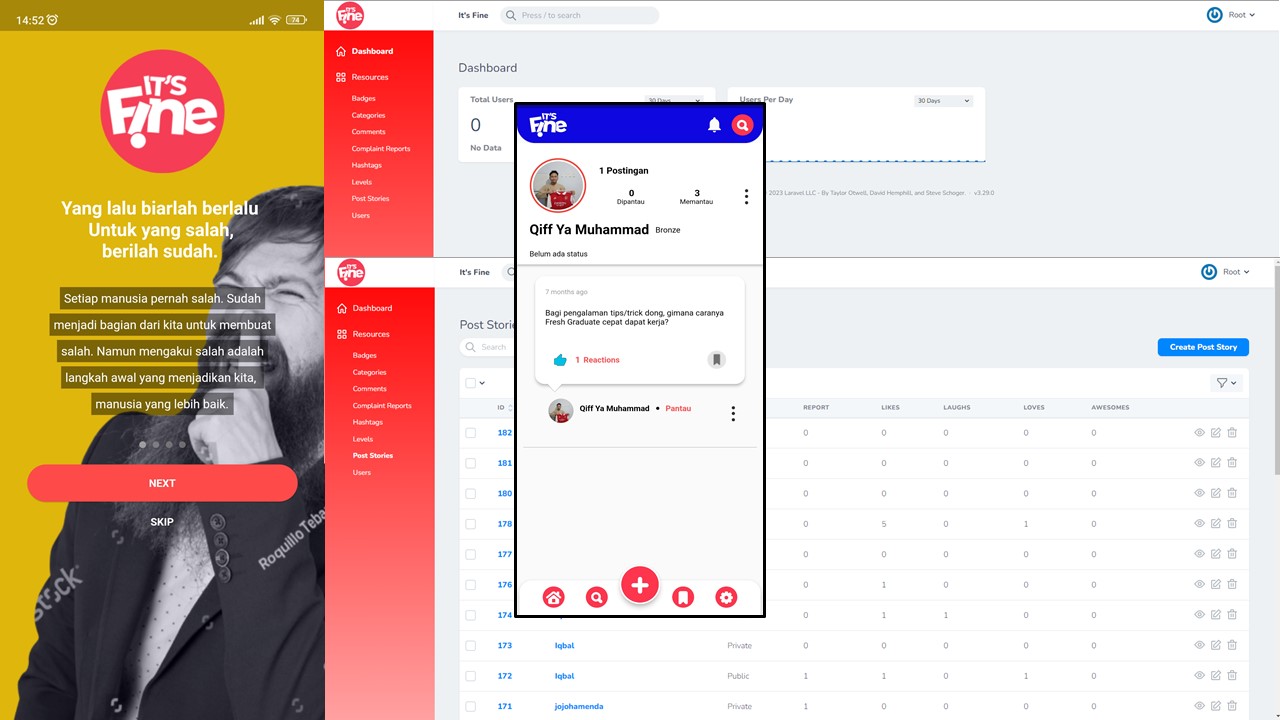 14:52
74
IT'S
Fine
Yang lalu biarlah berlalu
Untuk yang salah,
berilah sudah.
Setiap manusia pernah salah. Sudah
menjadi bagian dari kita untuk membuat
salah. Namun mengakui salah adalah
langkah awal yang menjadikan kita,
manusia yang lebih baik.
NEXT
SKIP
Roquillo Teba
IT'S
Fine
It's Fine
Press / to search
Root
Dashboard
Resources
Badges
Categories
Comments
Complaint Reports
Hashtags
Levels
Post Stories
Users
Dashboard
Total Users
30 Days
0
No Data
Users Per Day
30 Days
2023 Laravel LLC - By Taylor Otwell, David Hemphill, and Steve Schoger. · v3.29.0
IT'S
Fine
1 Postingan
0
Dipantau
3
Memantau
Qiff Ya Muhammad Bronze
Belum ada status
7 months ago
Bagi pengalaman tips/trick dong, gimana caranya
Fresh Graduate cepat dapat kerja?
1 Reactions
Qiff Ya Muhammad • Pantau
IT'S
Fine
It's Fine
Root
Dashboard
Resources
Badges
Categories
Comments
Complaint Reports
Hashtags
Levels
Post Stories
Users
Post Storie
Search
Create Post Story
ID REPORT LIKES LAUGHS LOVES AWESOMES
182 0 0 0 0 0
181 0 0 0 0 0
180 0 0 0 0 0
178 0 5 0 1 0
177 0 0 0 0 0
176 0 1 0 0 0
174 0 1 1 0 0
173 Iqbal Private 0 0 0 0 0
172 Iqbal Public 1 1 0 1 0
171 jojohamenda Private 1 0 0 0 0